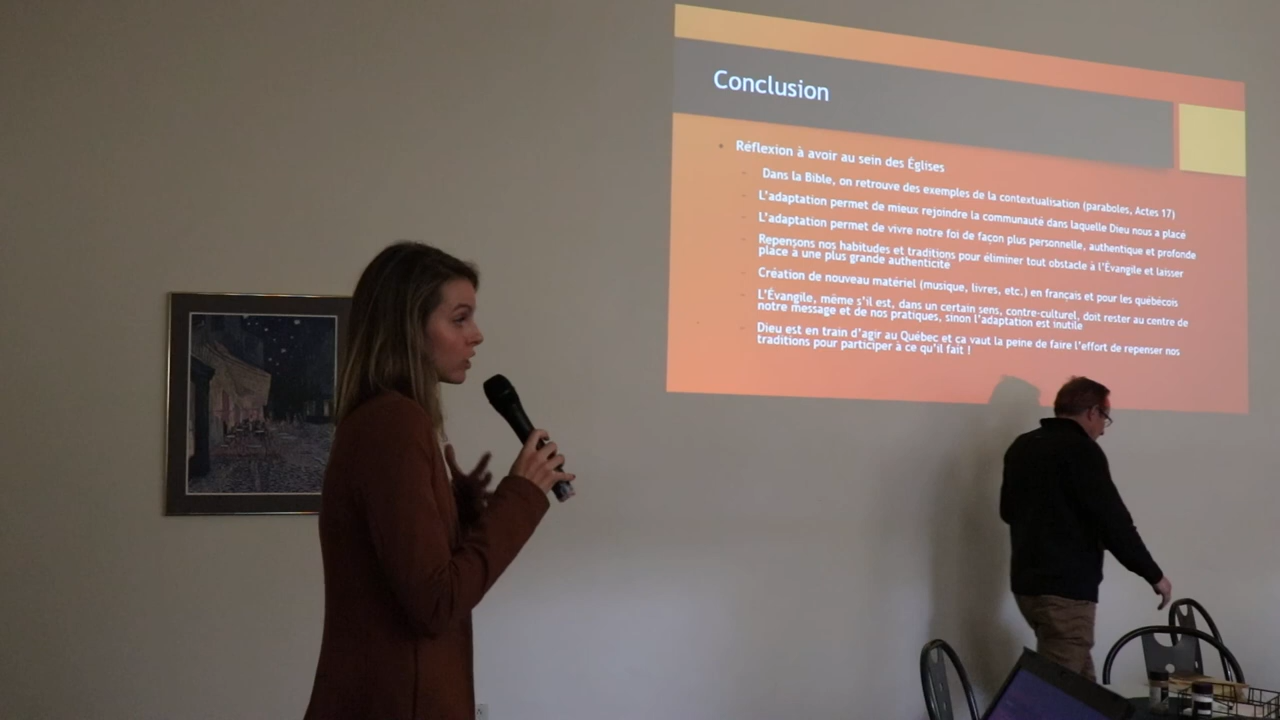 Conclusion
Réflexion à avoir au sein des Églises
Dans la Bible, on retrouve des exemples de la contextualisation (paraboles, Actes 17)
L'adaptation permet de mieux rejoindre la communauté dans laquelle Dieu nous a placé
L'adaptation permet de vivre notre foi de façon plus personnelle, authentique et profonde
Repensons nos habitudes et traditions pour éliminer tout obstacle à l'Évangile et laisser
place à une plus grande authenticité
Création de nouveau matériel (musique, livres, etc.) en français et pour les québécois
L'Évangile, même s'il est, dans un certain sens, contre-culturel, doit rester au centre de
notre message et de nos pratiques, sinon l'adaptation est inutile
Dieu est en train d'agir au Québec et ça vaut la peine de faire l'effort de repenser nos
traditions pour participer à ce qu'il fait !